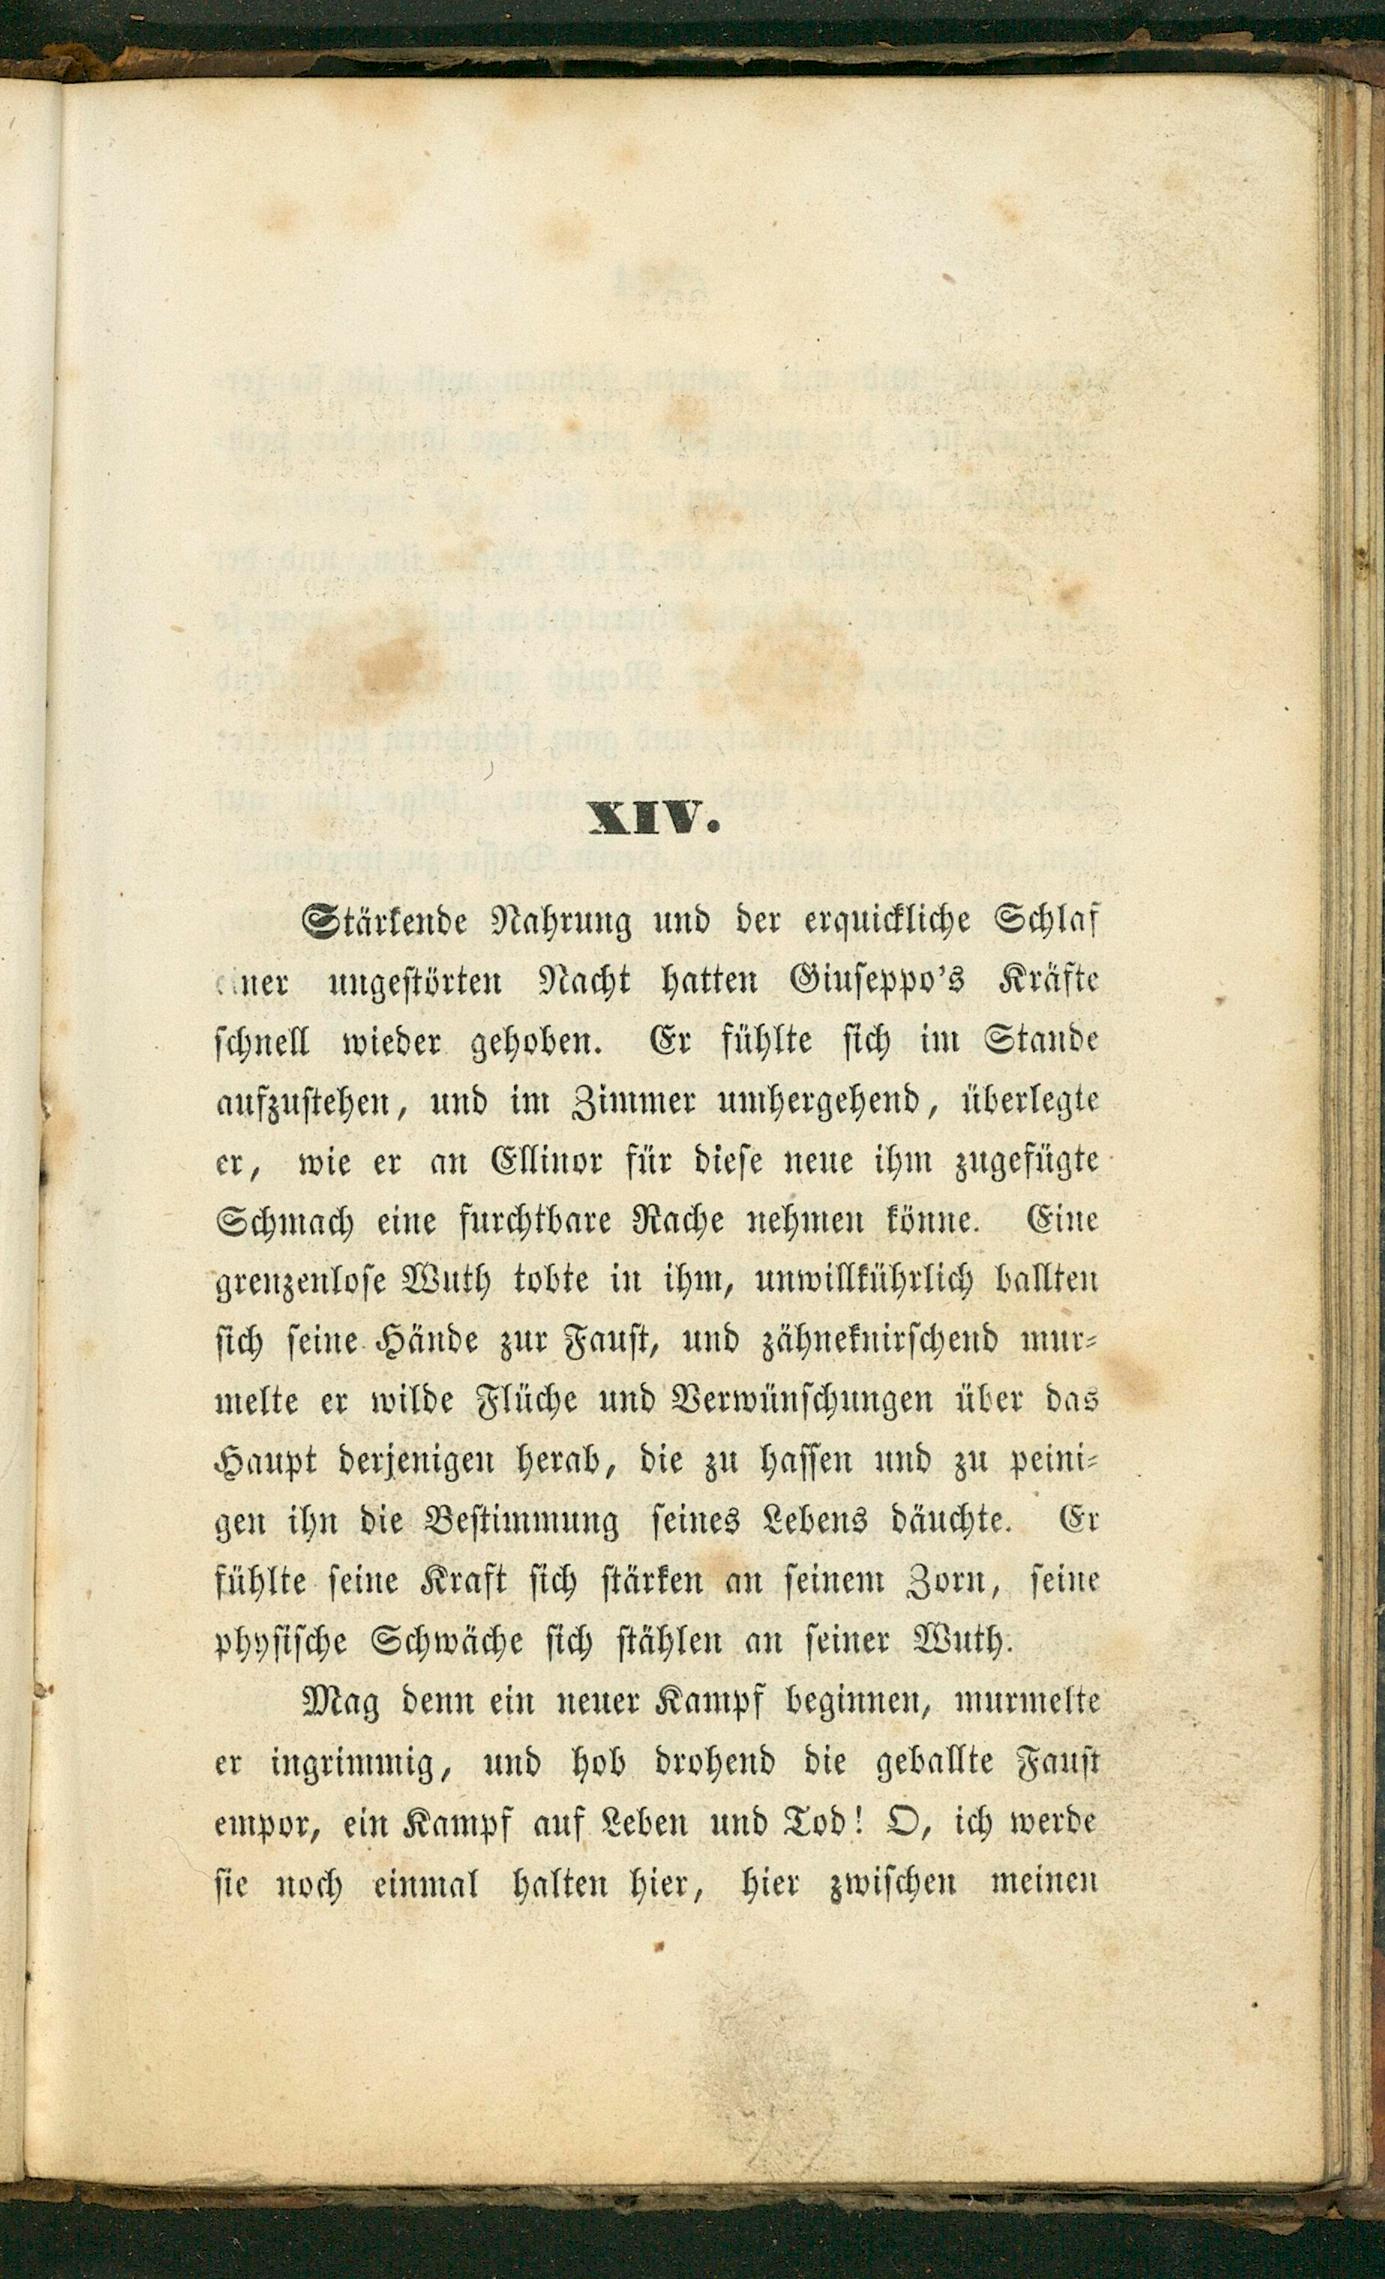 XIV.
Stärkende Nahrung und der erquickliche Schlaf
einer ungestörten Nacht hatten Giuseppo's Kräfte
schnell wieder gehoben. Er fühlte sich im Stande
aufzustehen, und im Zimmer umhergehend, überlegte
er, wie er an Ellinor für diese neue ihm zugefügte
Schmach eine furchtbare Rache nehmen könne. Eine
grenzenlose Wuth tobte in ihm, unwillkührlich ballten
sich seine Hände zur Faust, und zähneknirschend mur-
melte er wilde Flüche und Verwünschungen über das
Haupt derjenigen herab, die zu hassen und zu peini-
gen ihn die Bestimmung seines Lebens däuchte. Er
fühlte seine Kraft sich stärken an seinem Zorn, seine
physische Schwäche sich stählen an seiner Wuth.
Mag denn ein neuer Kampf beginnen, murmelte
er ingrimmig, und hob drohend die geballte Faust
empor, ein Kampf auf Leben und Tod! O, ich werde
sie noch einmal halten hier, hier zwischen meinen